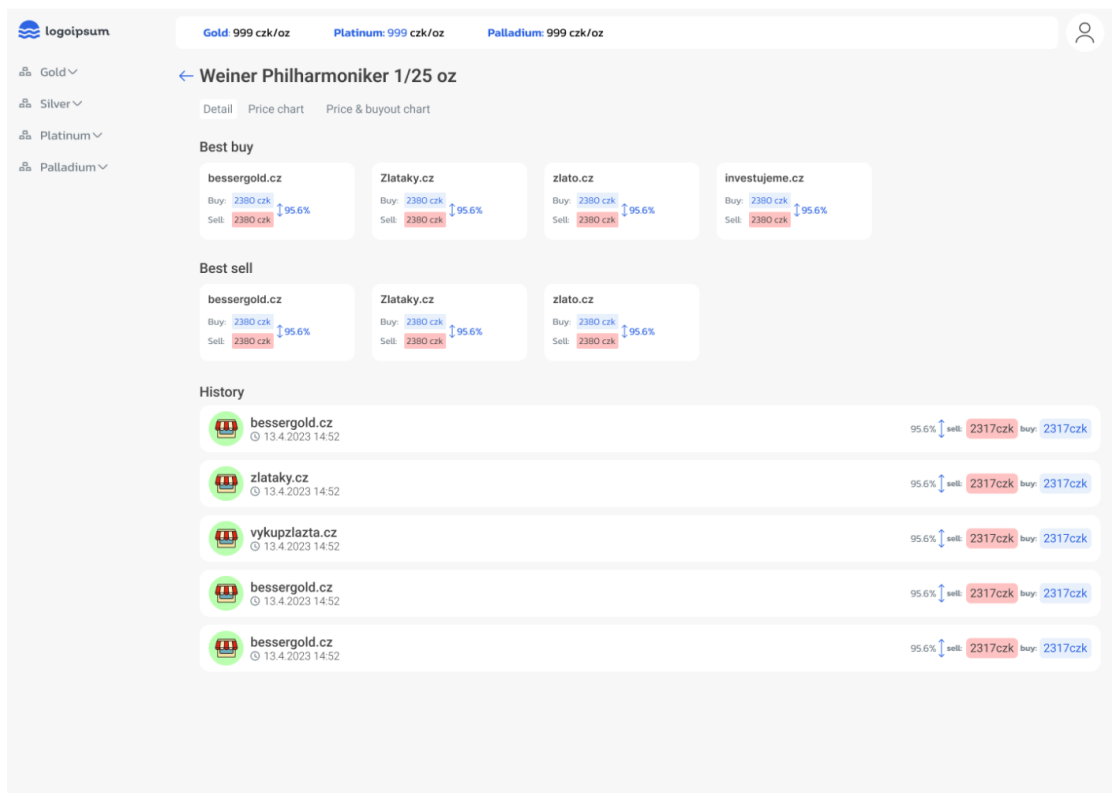 logoipsum
Gold: 999 czk/oz Platinum: 999 czk/oz Palladium: 999 czk/oz
Gold
Silver
Platinum
Palladium
Weiner Philharmoniker 1/25 oz
Detail Price chart Price & buyout chart
Best buy
bessergold.cz
Buy: 2380 czk
95.6%
Sell: 2380 czk
Zlataky.cz
Buy: 2380 czk
95.6%
Sell: 2380 czk
zlato.cz
Buy: 2380 czk
95.6%
Sell: 2380 czk
investujeme.cz
Buy: 2380 czk
95.6%
Sell: 2380 czk
Best sell
bessergold.cz
Buy: 2380 czk
95.6%
Sell: 2380 czk
Zlataky.cz
Buy: 2380 czk
95.6%
Sell: 2380 czk
zlato.cz
Buy: 2380 czk
95.6%
Sell: 2380 czk
History
bessergold.cz
13.4.2023 14:52
95.6% sell: 2317czk buy: 2317czk
zlataky.cz
13.4.2023 14:52
95.6% sell: 2317czk buy: 2317czk
vykupzlazta.cz
13.4.2023 14:52
95.6% sell: 2317czk buy: 2317czk
bessergold.cz
13.4.2023 14:52
95.6% sell: 2317czk buy: 2317czk
bessergold.cz
13.4.2023 14:52
95.6% sell: 2317czk buy: 2317czk